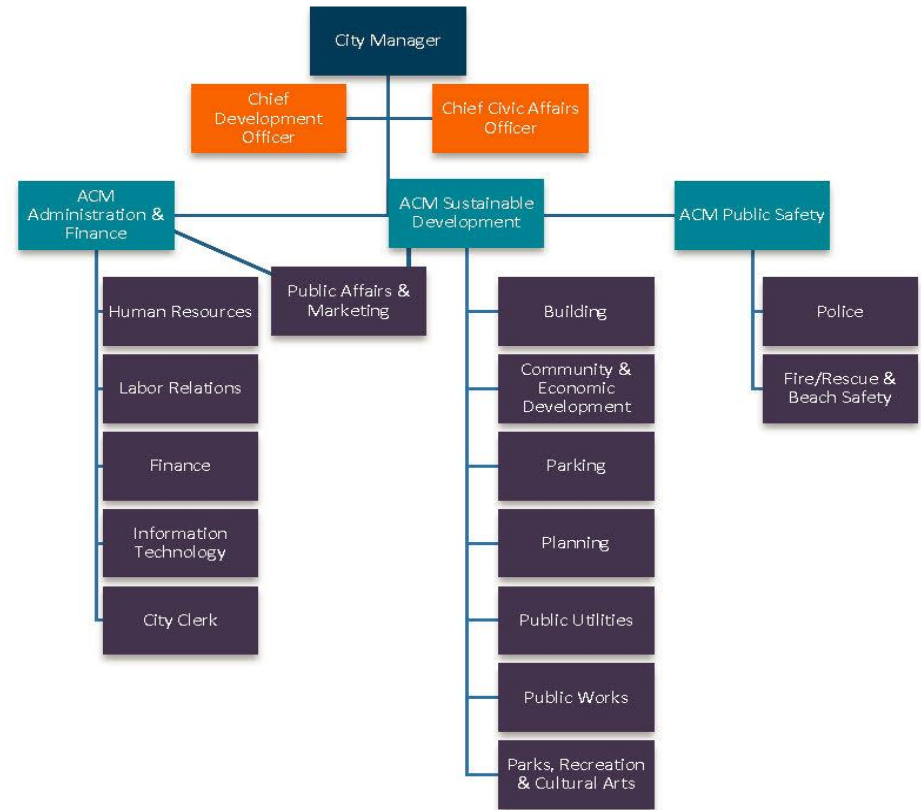 City Manager
Chief
Development
Officer
Chief Civic Affairs
Officer
ACM
Administration &
Finance
ACM Sustainable
Development
ACM Public Safety
Public Affairs &
Marketing
Human Resources
Labor Relations
Finance
Information
Technology
City Clerk
Building
Community &
Economic
Development
Parking
Planning
Public Utilities
Public Works
Parks, Recreation
& Cultural Arts
Police
Fire/Rescue &
Beach Safety